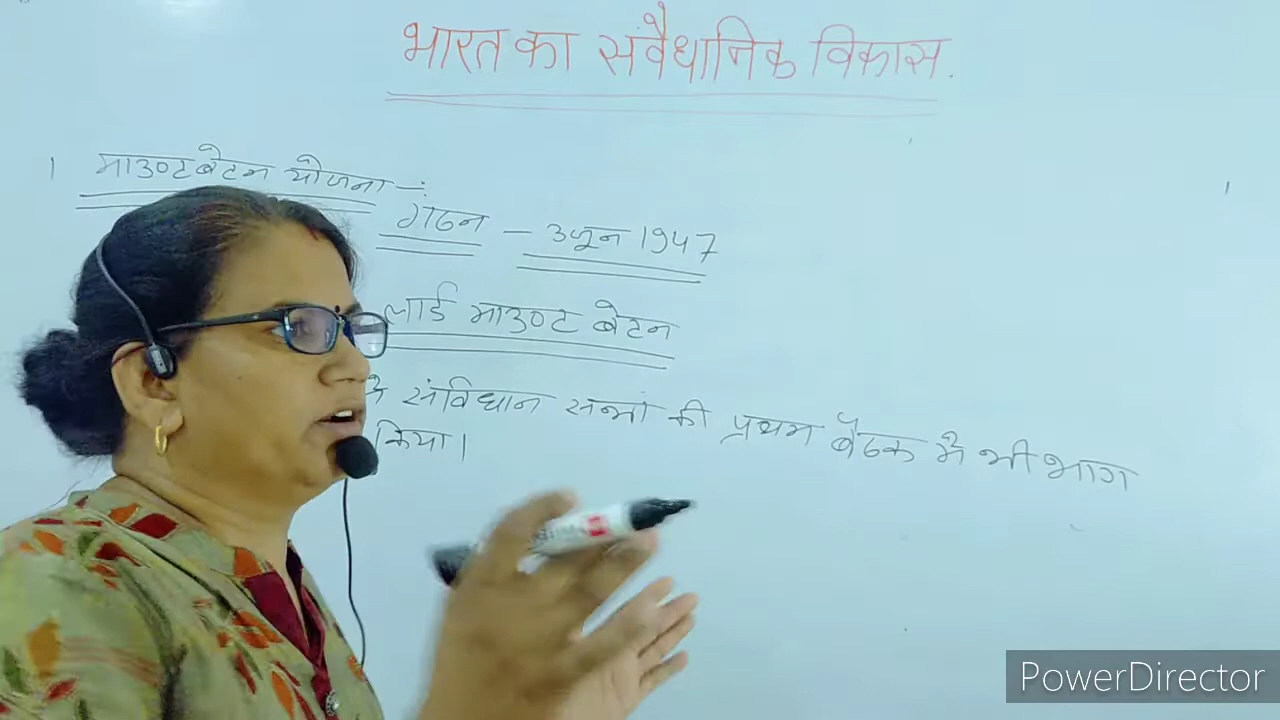 भारत का संवैधानिक विकास.
1 माउण्टबेटन योजना -:
गठन - 3 जून 1947
लार्ड माउण्ट बेटन
ने संविधान सभा की प्रथम बैठक में भी भाग
किया।
PowerDirector